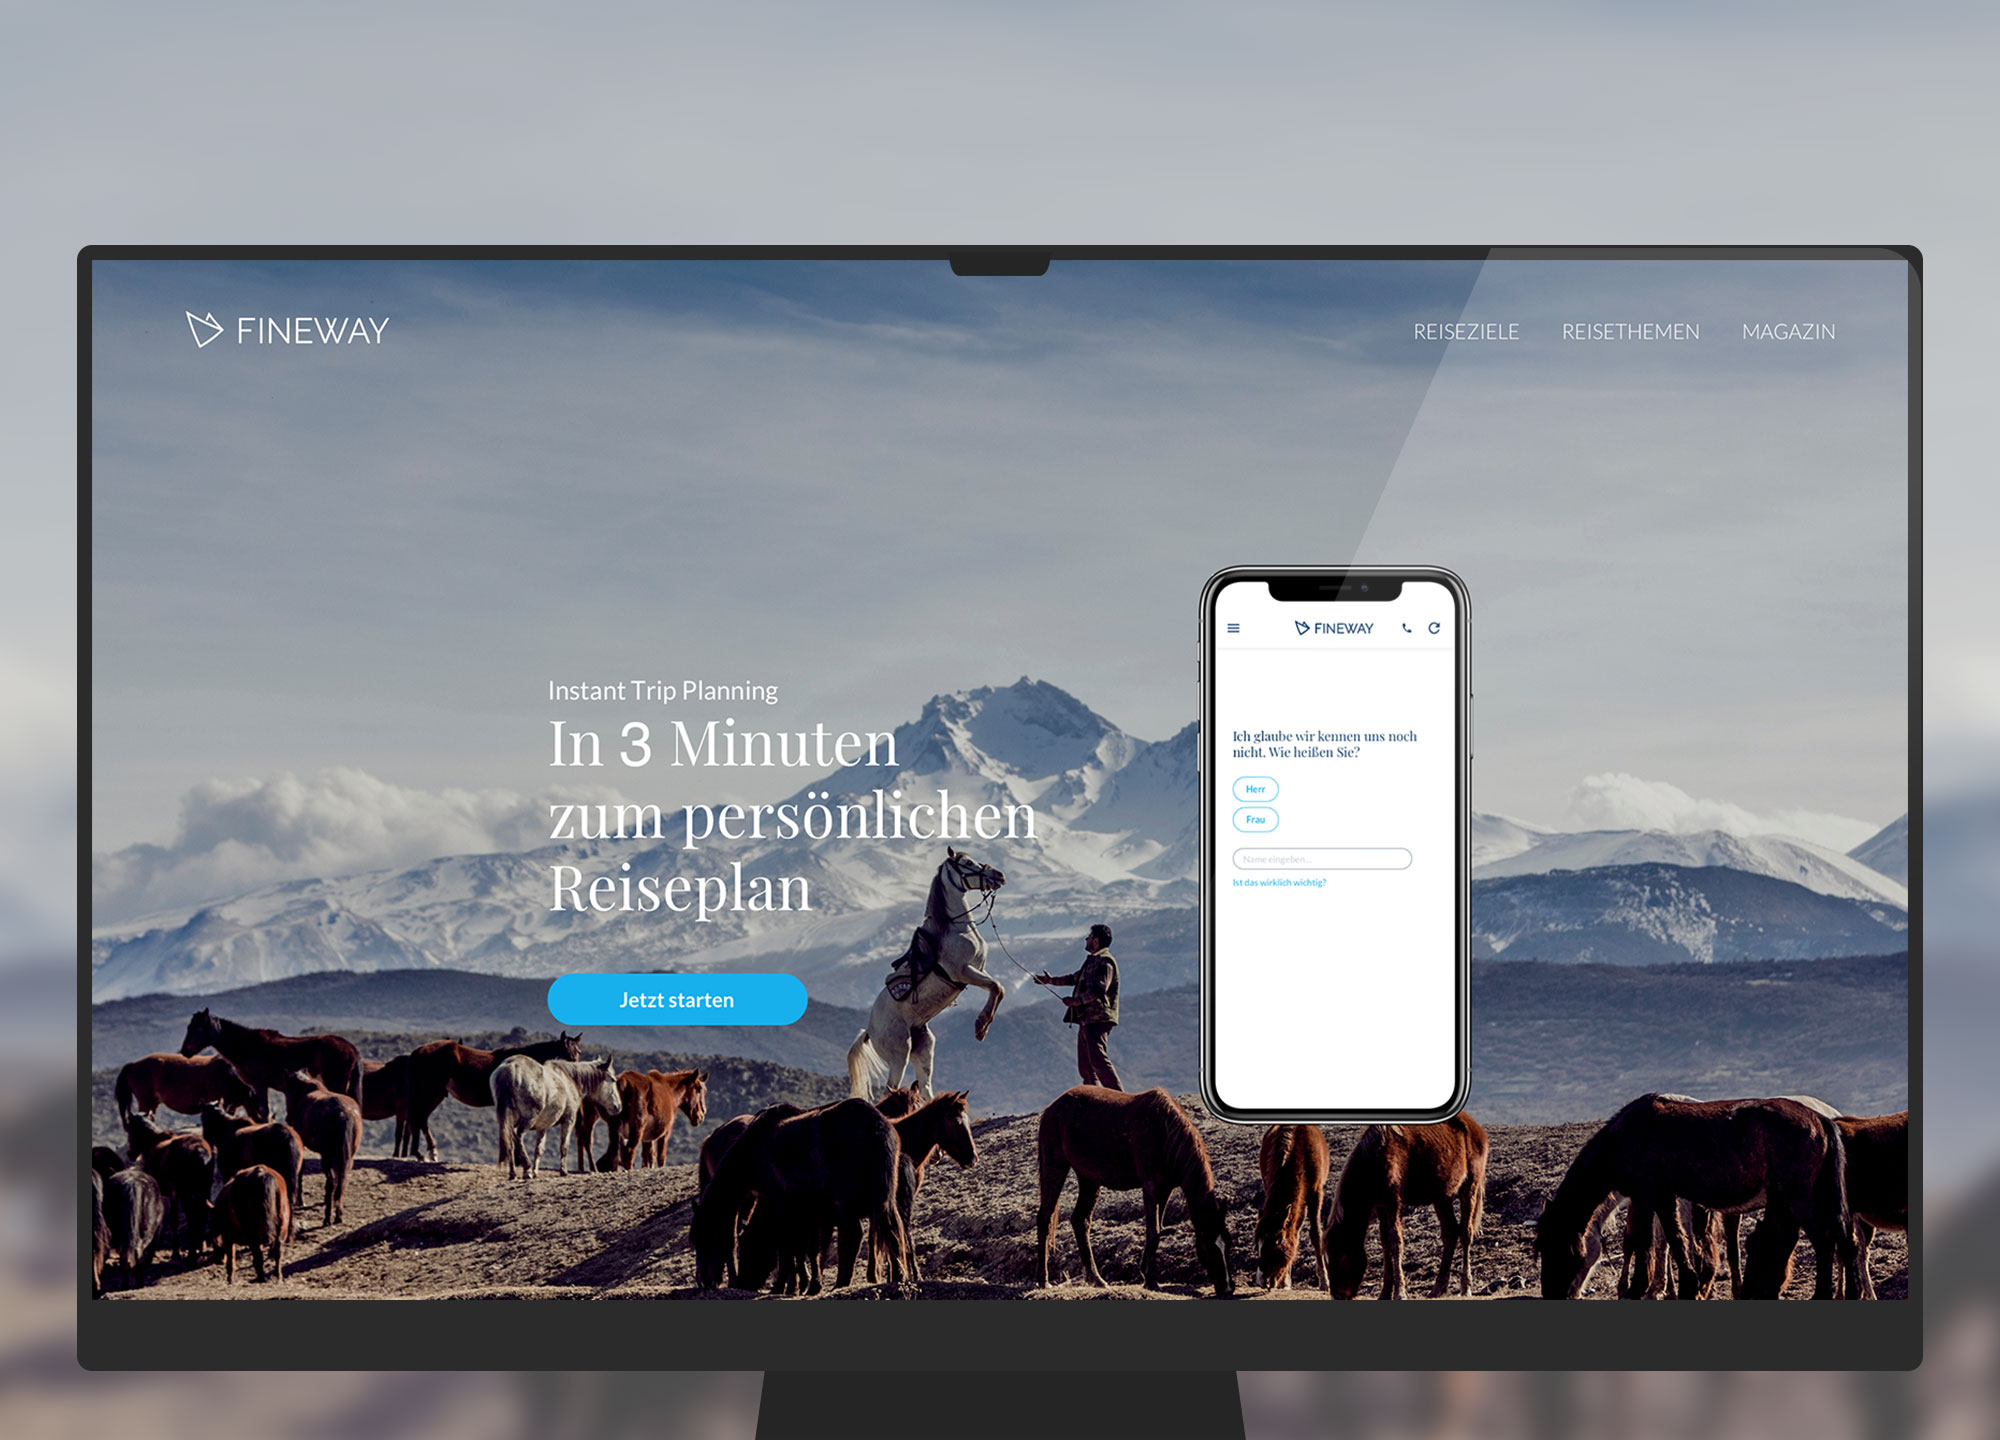 FINEWAY
REISEZIELE REISETHEMEN MAGAZIN
Instant Trip Planning
In 3 Minuten
zum persönlichen
Reiseplan
Jetzt starten
FINEWAY
Ich glaube wir kennen uns noch
nicht. Wie heißen Sie?
Herr
Frau
Name eingeben...
Ist das wirklich wichtig?